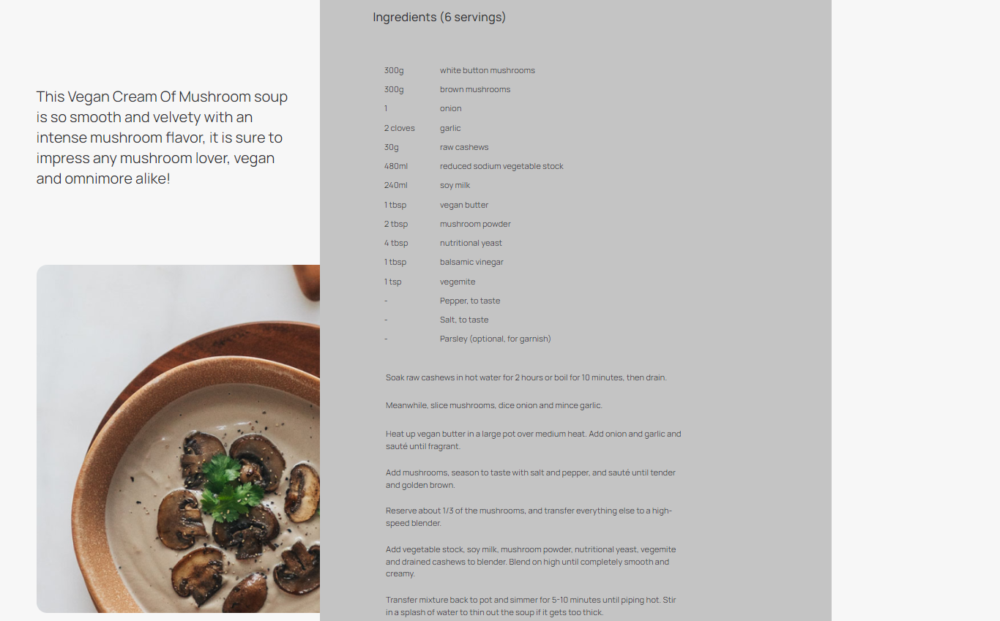 This Vegan Cream Of Mushroom soup
is so smooth and velvety with an
intense mushroom flavor, it is sure to
impress any mushroom lover, vegan
and omnimore alike!
Ingredients (6 servings)
300g white button mushrooms
300g brown mushrooms
1 onion
2 cloves garlic
30g raw cashews
480ml reduced sodium vegetable stock
240ml soy milk
1 tbsp vegan butter
2 tbsp mushroom powder
4 tbsp nutritional yeast
1 tbsp balsamic vinegar
1 tsp vegemite
- Pepper, to taste
- Salt, to taste
- Parsley (optional, for garnish)
Soak raw cashews in hot water for 2 hours or boil for 10 minutes, then drain.
Meanwhile, slice mushrooms, dice onion and mince garlic.
Heat up vegan butter in a large pot over medium heat. Add onion and garlic and
sauté until fragrant.
Add mushrooms, season to taste with salt and pepper, and sauté until tender
and golden brown.
Reserve about 1/3 of the mushrooms, and transfer everything else to a high-
speed blender.
Add vegetable stock, soy milk, mushroom powder, nutritional yeast, vegemite
and drained cashews to blender. Blend on high until completely smooth and
creamy.
Transfer mixture back to pot and simmer for 5-10 minutes until piping hot. Stir
in a splash of water to thin out the soup if it gets too thick.